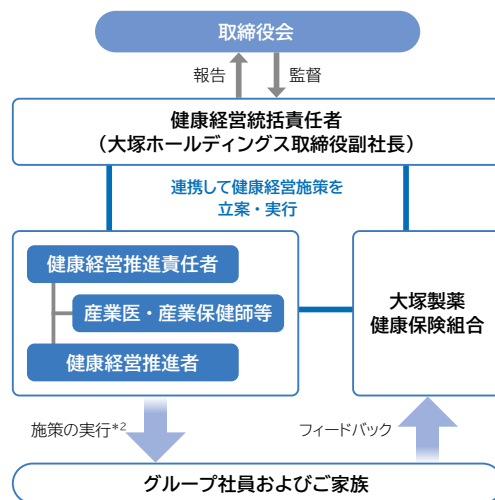 取締役会
報告
監督
健康経営統括責任者
（大塚ホールディングス取締役副社長）
連携して健康経営施策を
立案・実行
健康経営推進責任者
産業医・産業保健師等
健康経営推進者
大塚製薬
健康保険組合
施策の実行*2
フィードバック
グループ社員およびご家族